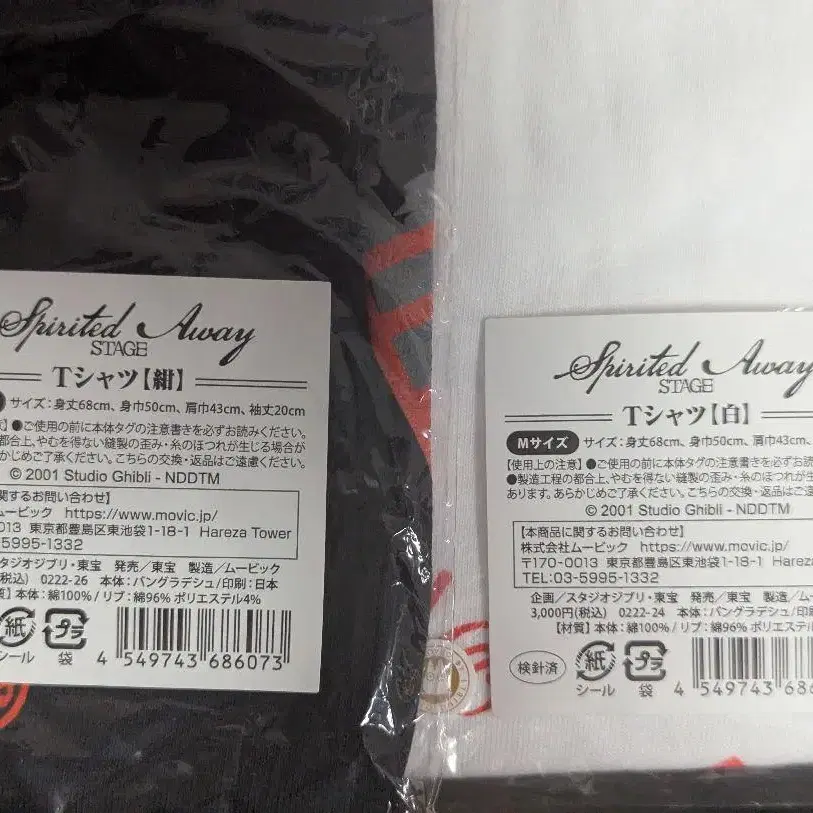 Spirited Away
STAGE
Tシャツ【紺】
サイズ:身丈68cm、身巾50cm、肩巾43cm、袖丈20cm
●ご使用の前に本体タグの注意書きを必ずお読みください。
都合上、やむを得ない縫製の歪み・糸のほつれが生じる場合が
かじめご了承ください。こちらの交換・返品はご遠慮ください。
© 2001 Studio Ghibli - NDDTM
関するお問い合わせ】
ムービック https://www.movic.jp/
0013 東京都豊島区東池袋1-18-1 Hareza Tower
5995-1332
スタジオジブリ・東宝 発売/東宝 製造/ムービック
(税込) 0222-26 本体:バングラデシュ/印刷:日本
質】本体:綿100% / リブ:綿96% ポリエステル4%
紙
シール
プラ
袋
4 549743 686073
Spirited Away
STAGE
Tシャツ【白】
Mサイズ サイズ:身丈68cm、身巾50cm、肩巾43cm、
【使用上の注意】●ご使用の前に本体タグの注意書きを必ずお読
●製造工程の都合上、やむを得ない縫製の歪み・糸のほつれが生
あります。あらかじめご了承ください。こちらの交換・返品はご遠
© 2001 Studio Ghibli - NDDTM
【本商品に関するお問い合わせ】
株式会社ムービック https://www.movic.jp/
〒170-0013 東京都豊島区東池袋1-18-1 Hareza
TEL:03-5995-1332
企画/スタジオジブリ・東宝 発売/東宝 製造/ム
3,000円(税込) 0222-24 本体:バングラデシュ/印
【材質】本体:綿100% / リブ:綿96% ポリエステル
検針済
紙
シール
プラ
袋
4 549743 686